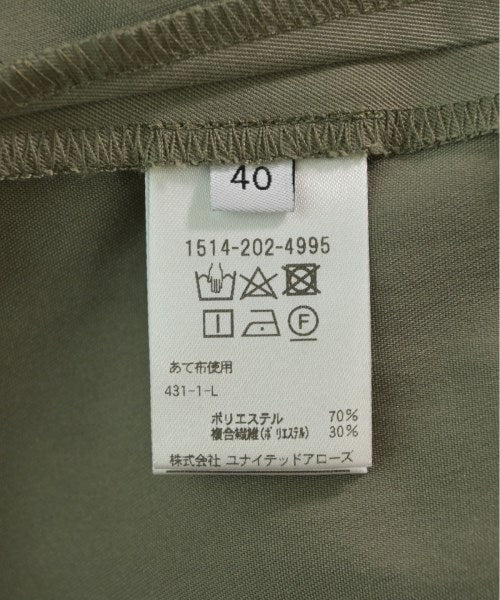 40
1514-202-4995
F
あて布使用
431-1-L
ポリエステル 70%
複合繊維(ポリエステル) 30%
株式会社 ユナイテッドアローズ